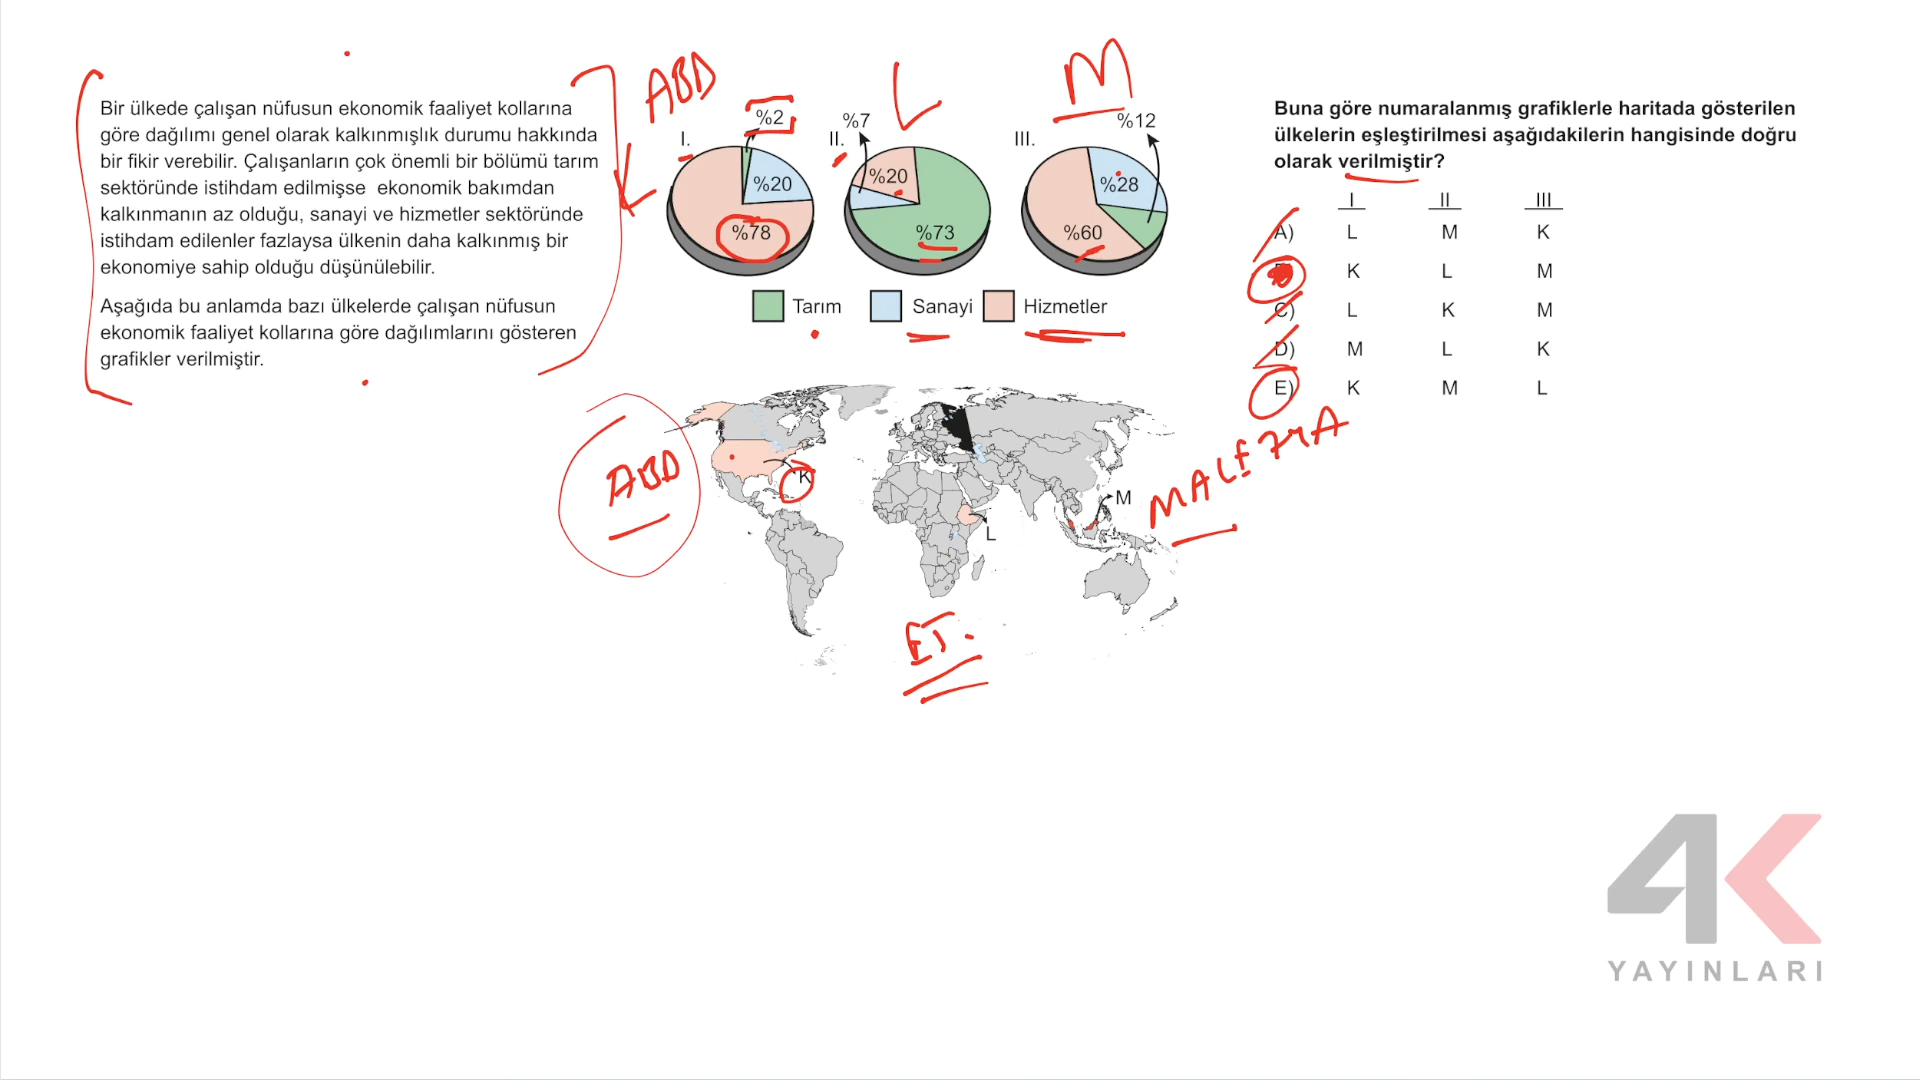 Bir ülkede çalışan nüfusun ekonomik faaliyet kollarına
göre dağılımı genel olarak kalkınmışlık durumu hakkında
bir fikir verebilir. Çalışanların çok önemli bir bölümü tarım
sektöründe istihdam edilmişse ekonomik bakımdan
kalkınmanın az olduğu, sanayi ve hizmetler sektöründe
istihdam edilenler fazlaysa ülkenin daha kalkınmış bir
ekonomiye sahip olduğu düşünülebilir.
Aşağıda bu anlamda bazı ülkelerde çalışan nüfusun
ekonomik faaliyet kollarına göre dağılımlarını gösteren
grafikler verilmiştir.
ABD
L
M
I.
%2
%20
%78
II.
%7
%20
%73
III.
%12
%28
%60
Tarım
Sanayi
Hizmetler
ABD
K
L
M
MALEZYA
ET.
Buna göre numaralanmış grafiklerle haritada gösterilen
ülkelerin eşleştirilmesi aşağıdakilerin hangisinde doğru
olarak verilmiştir?
I II III
A) L M K
K L M
C) L K M
D) M L K
E) K M L
4K
YAYINLARI